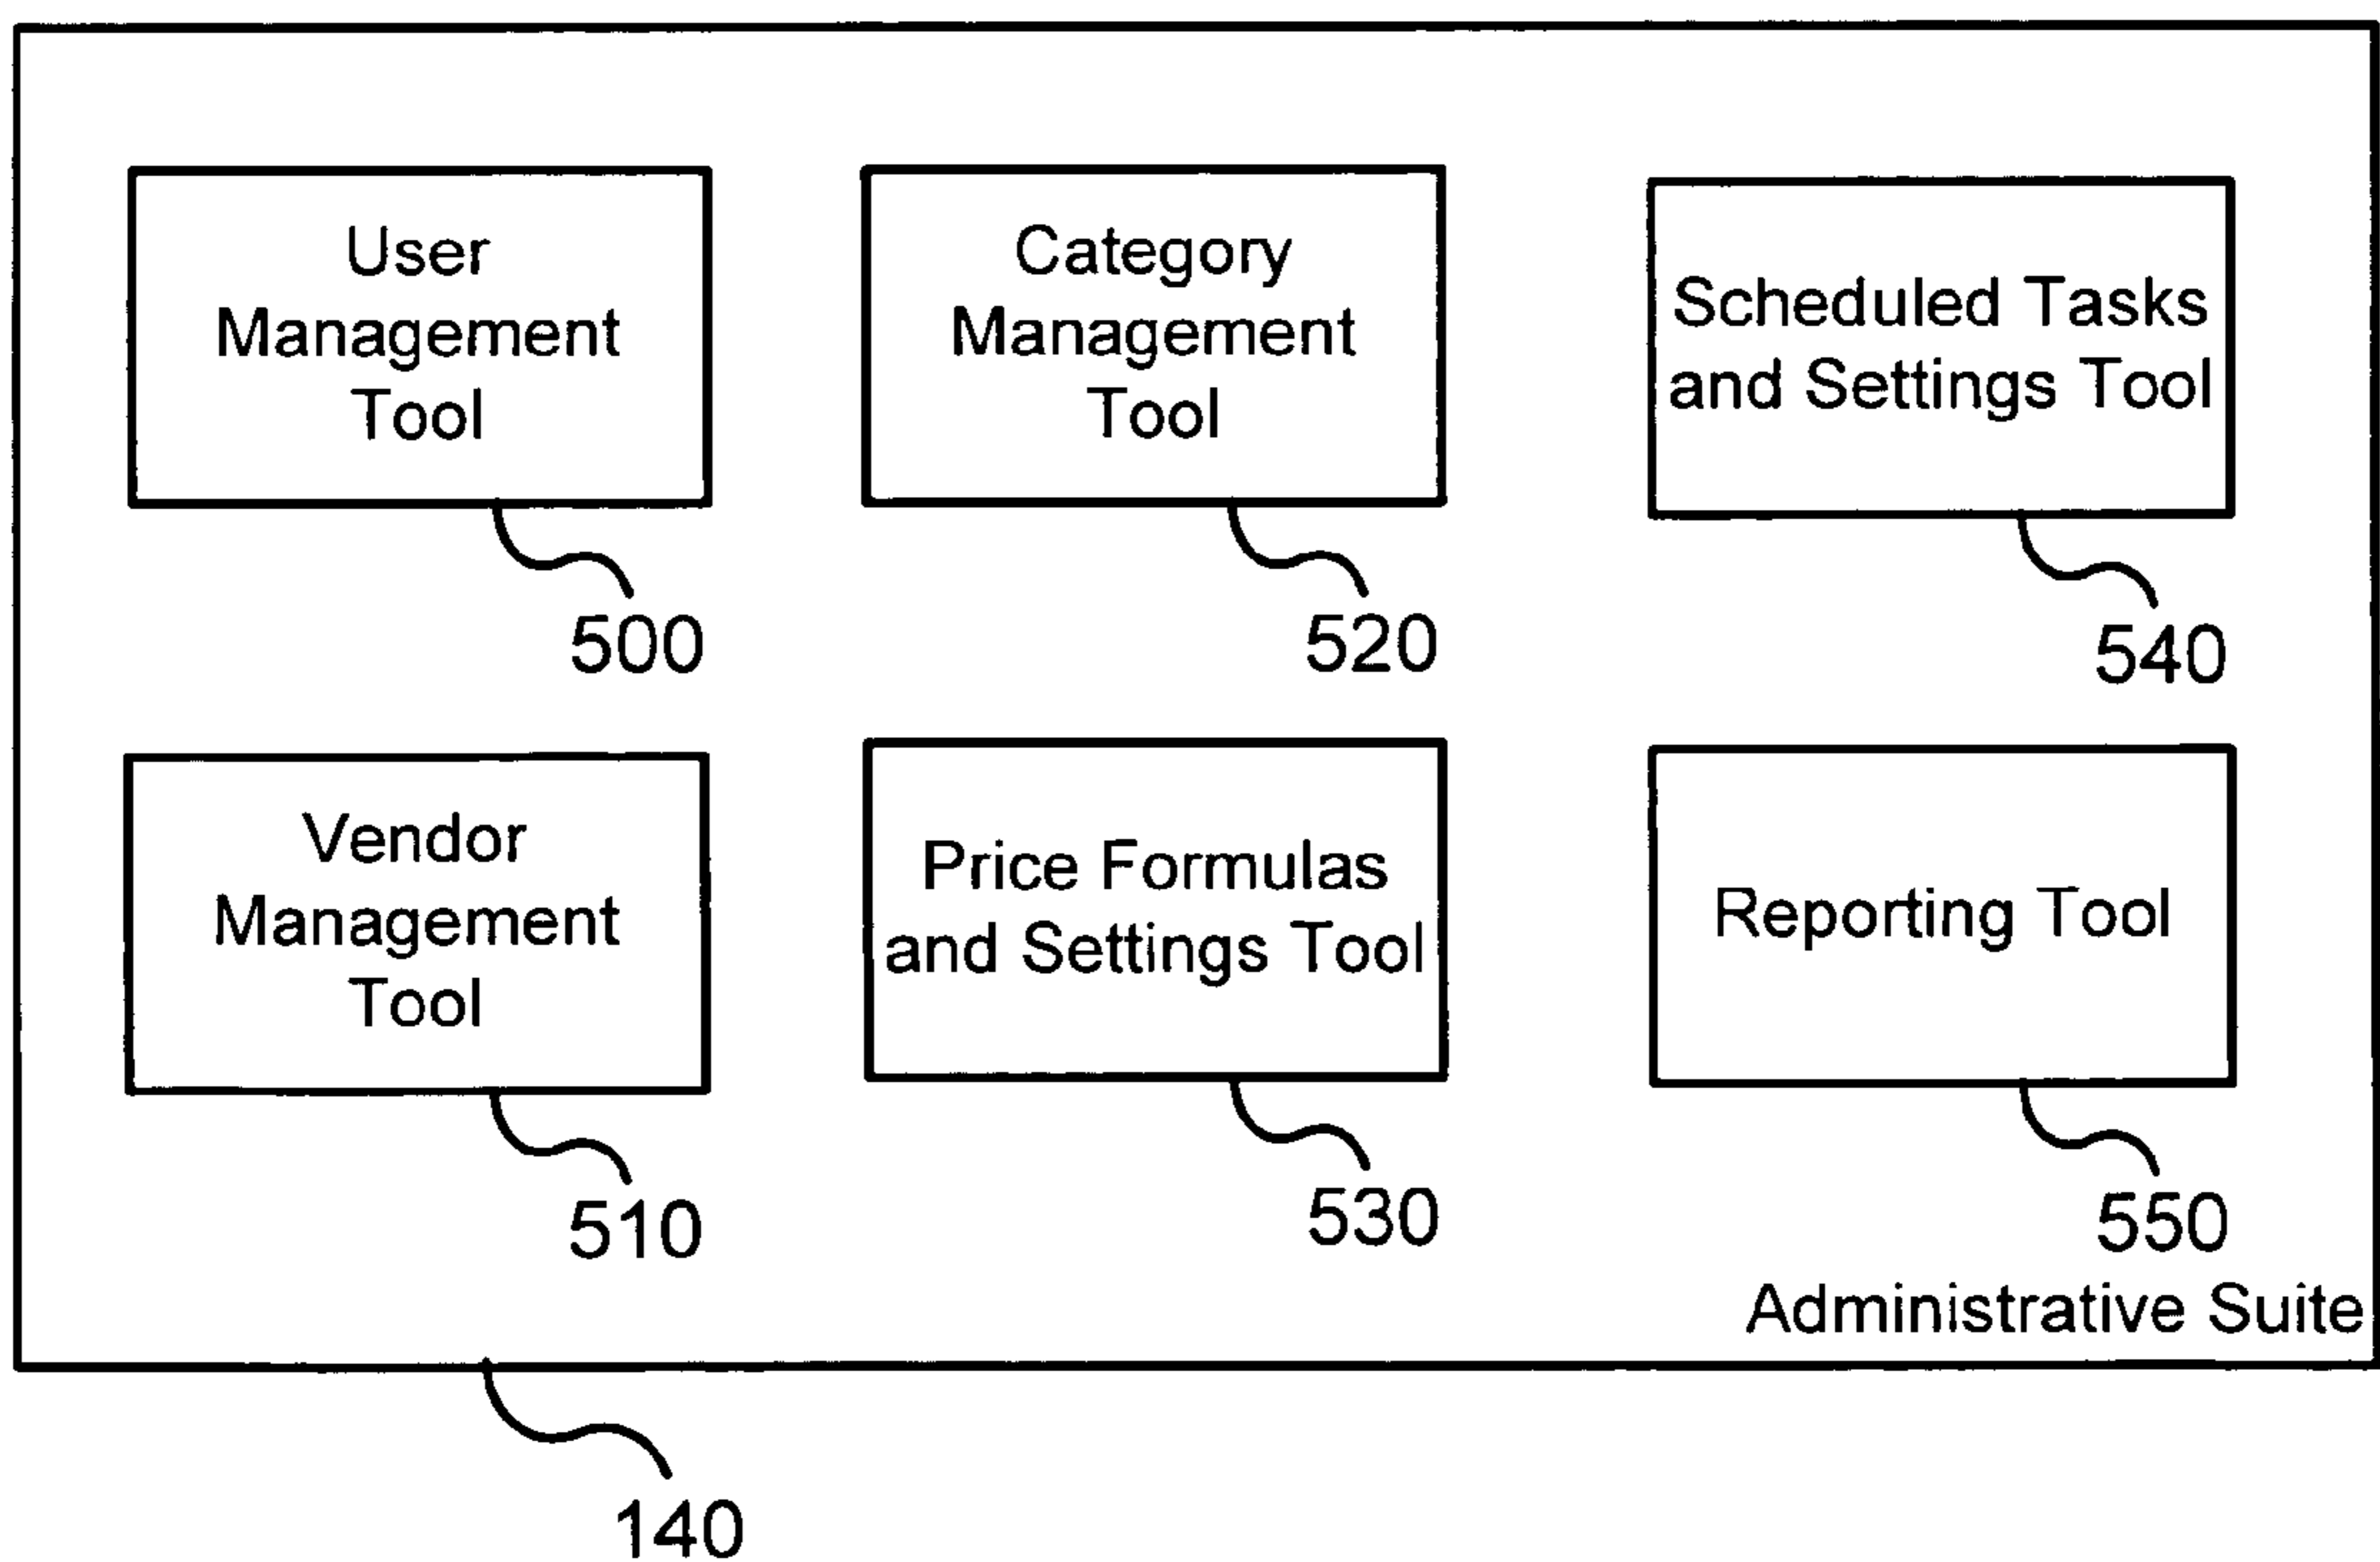 User
Management
Tool
500
Category
Management
Tool
520
Scheduled Tasks
and Settings Tool
540
Vendor
Management
Tool
510
Price Formulas
and Settings Tool
530
Reporting Tool
550
Administrative Suite
140